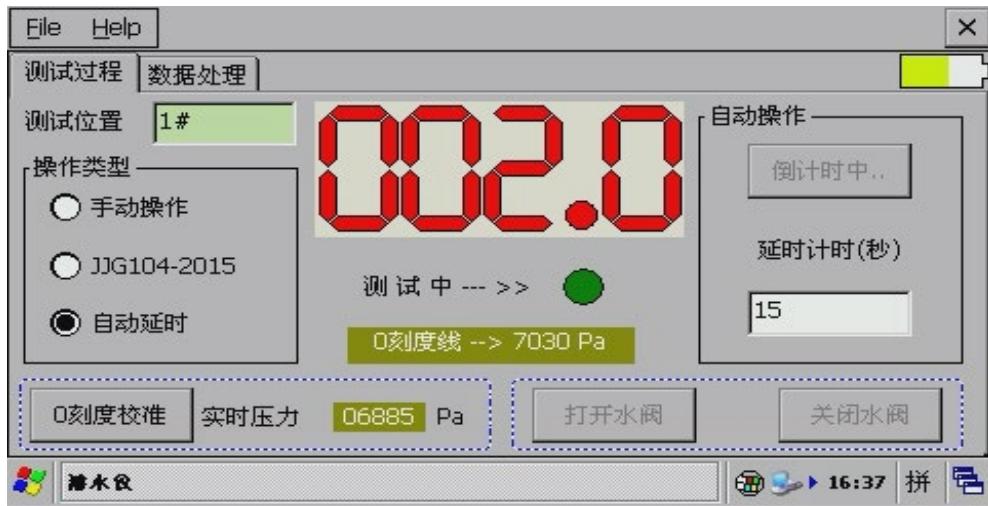 File Help
测试过程 数据处理
测试位置 1#
002.0
自动操作
操作类型
倒计时中..
手动操作
延时计时(秒)
JJG104-2015
测 试 中 --- >>
15
自动延时
0刻度线 --> 7030 Pa
0刻度校准 实时压力 06885 Pa 打开水阀 关闭水阀
16:37 拼